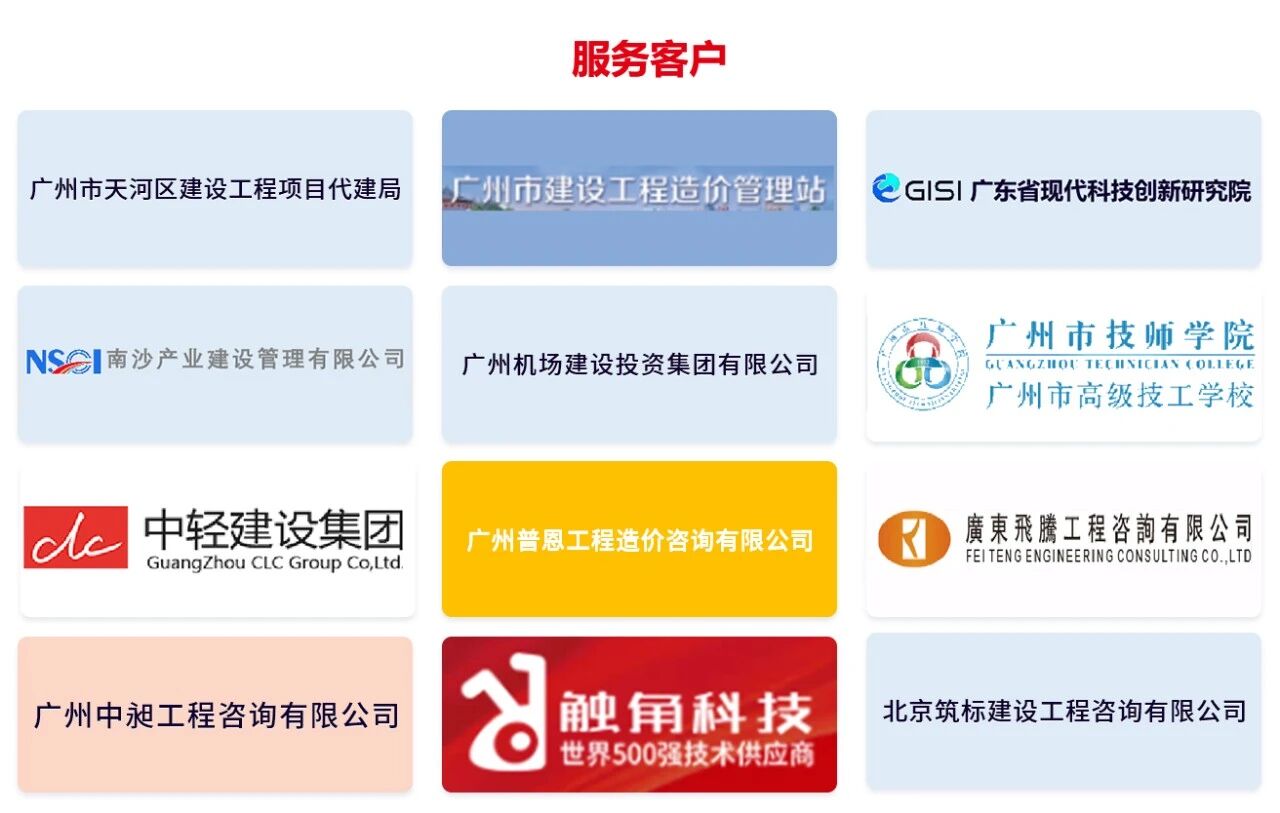 服务客户
广州市天河区建设工程项目代建局
广州市建设工程造价管理站
GISI 广东省现代科技创新研究院
NSCI 南沙产业建设管理有限公司
广州机场建设投资集团有限公司
广州市技师学院
GUANGZHOU TECHNICIAN COLLEGE
广州市高级技工学校
clc 中轻建设集团
GuangZhou CLC Group Co,Ltd.
广州普恩工程造价咨询有限公司
廣東飛騰工程咨詢有限公司
FEI TENG ENGINEERING CONSULTING CO.,LTD
广州中昶工程咨询有限公司
触角科技
世界500强技术供应商
北京筑标建设工程咨询有限公司